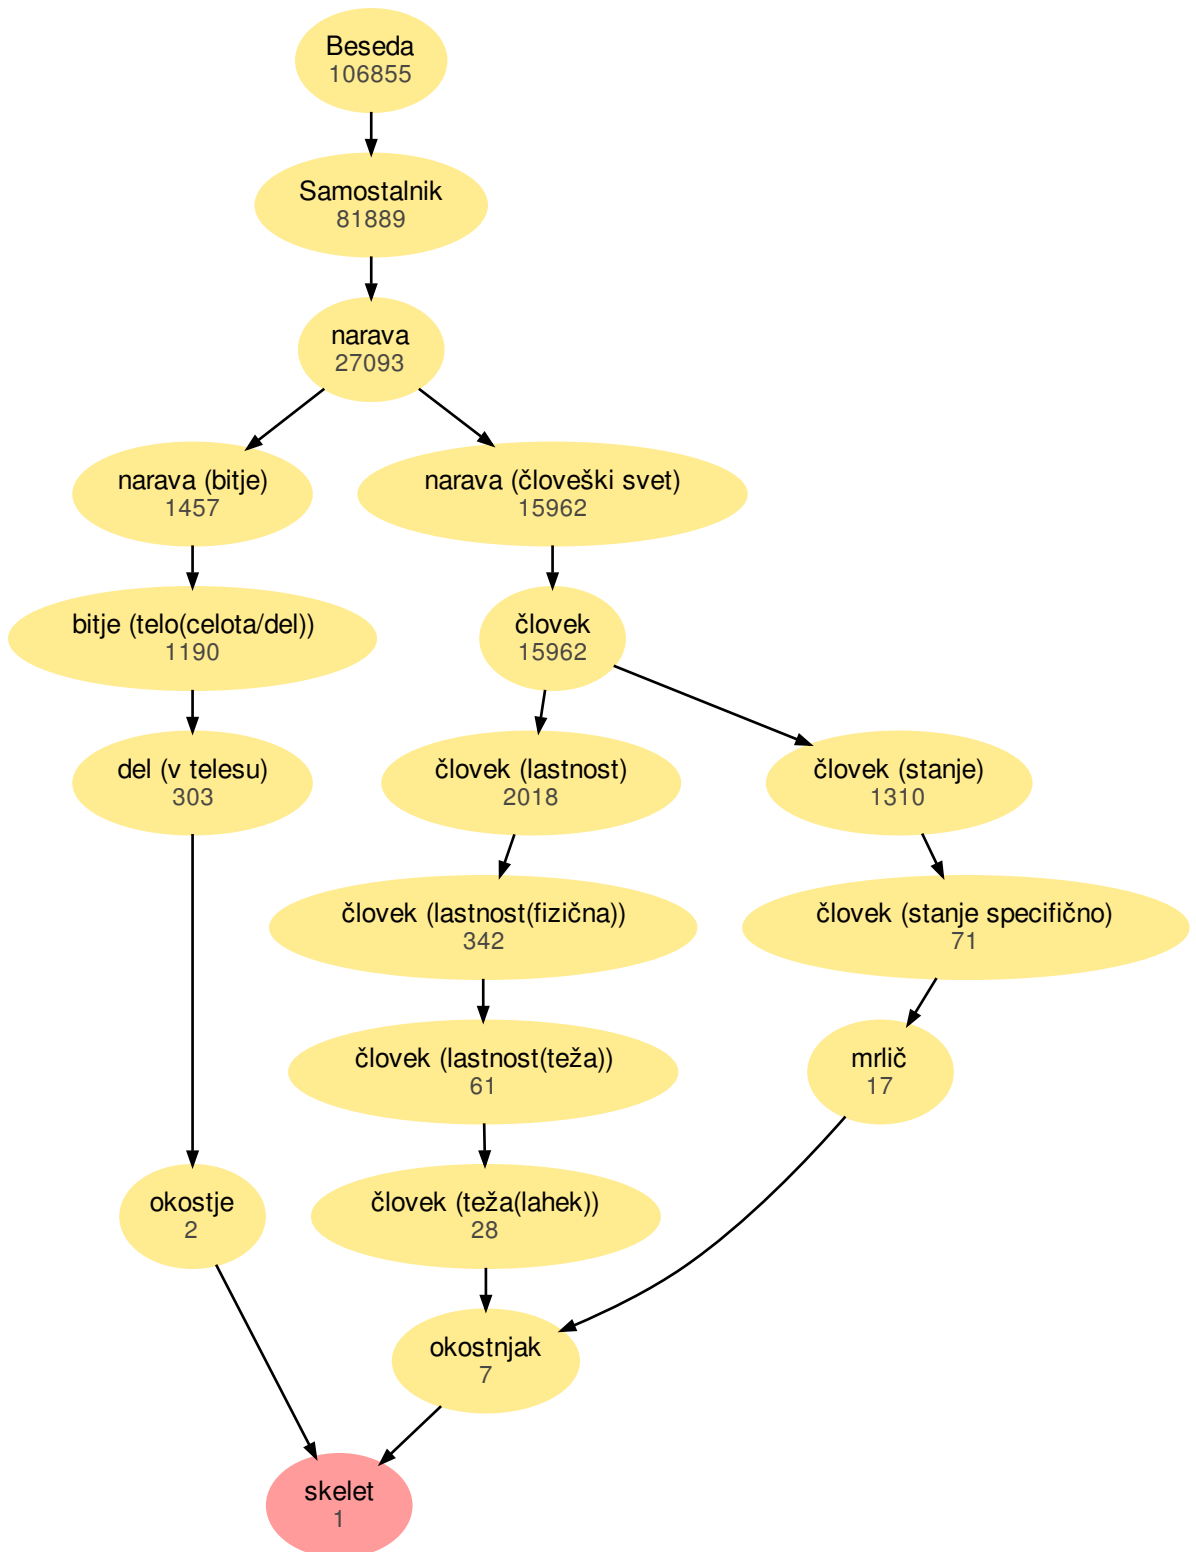 Beseda
106855
Samostalnik
81889
narava
27093
narava (bitje)
1457
narava (človeški svet)
15962
bitje (telo(celota/del))
1190
človek
15962
del (v telesu)
303
človek (lastnost)
2018
človek (stanje)
1310
človek (lastnost(fizična))
342
človek (stanje specifično)
71
človek (lastnost(teža))
61
mrlič
17
okostje
2
človek (teža(lahek))
28
okostnjak
7
skelet
1